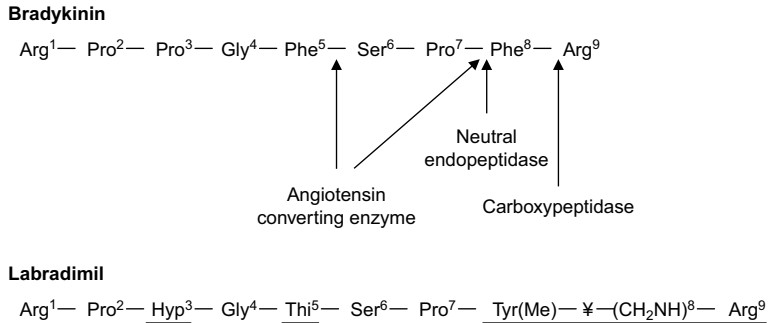 Bradykinin
Arg¹— Pro²— Pro³— Gly⁴— Phe⁵— Ser⁶— Pro⁷— Phe⁸— Arg⁹
Neutral
endopeptidase
Angiotensin
converting enzyme
Carboxypeptidase
Labradimil
Arg¹— Pro²— Hyp³— Gly⁴— Thi⁵— Ser⁶— Pro⁷— Tyr(Me)— ¥ —(CH₂NH)⁸— Arg⁹